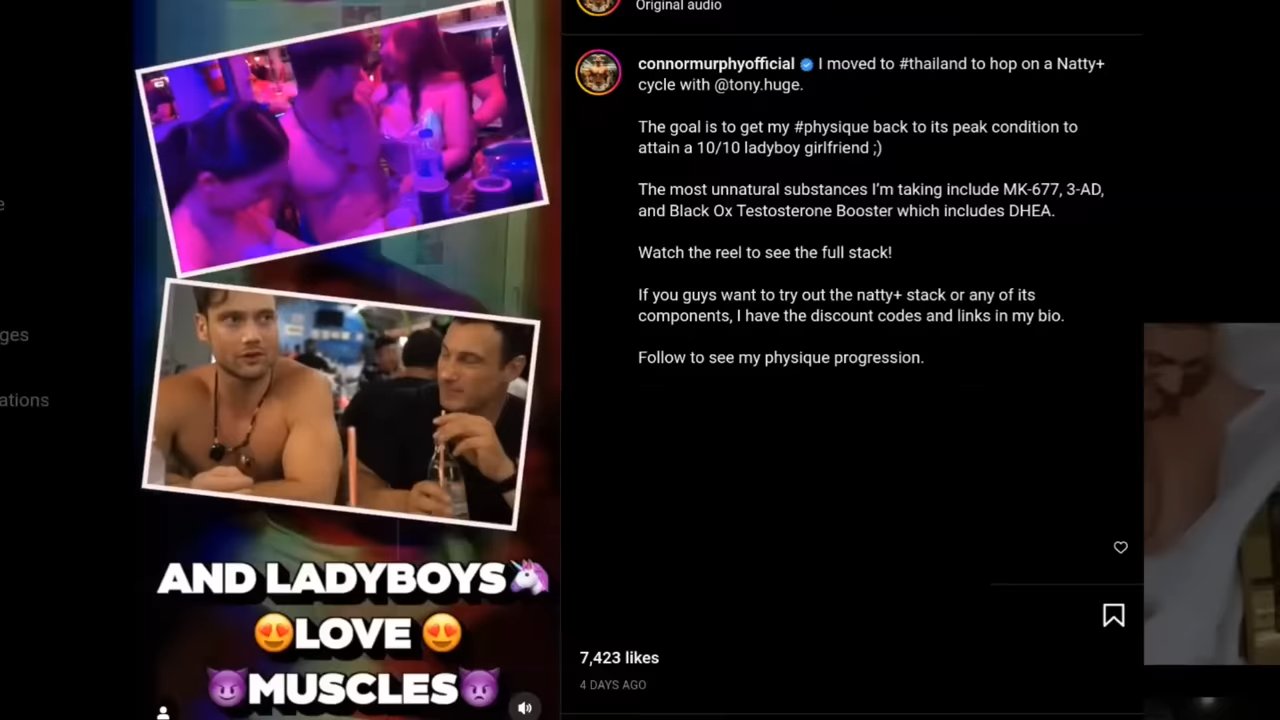 Original audio
connormurphyofficial I moved to #thailand to hop on a Natty+
cycle with @tony.huge.
The goal is to get my #physique back to its peak condition to
attain a 10/10 ladyboy girlfriend ;)
The most unnatural substances I'm taking include MK-677, 3-AD,
and Black Ox Testosterone Booster which includes DHEA.
Watch the reel to see the full stack!
If you guys want to try out the natty+ stack or any of its
components, I have the discount codes and links in my bio.
Follow to see my physique progression.
7,423 likes
4 DAYS AGO
AND LADYBOYS🦄
😍LOVE 😍
😈MUSCLES👿
e
ges
ations